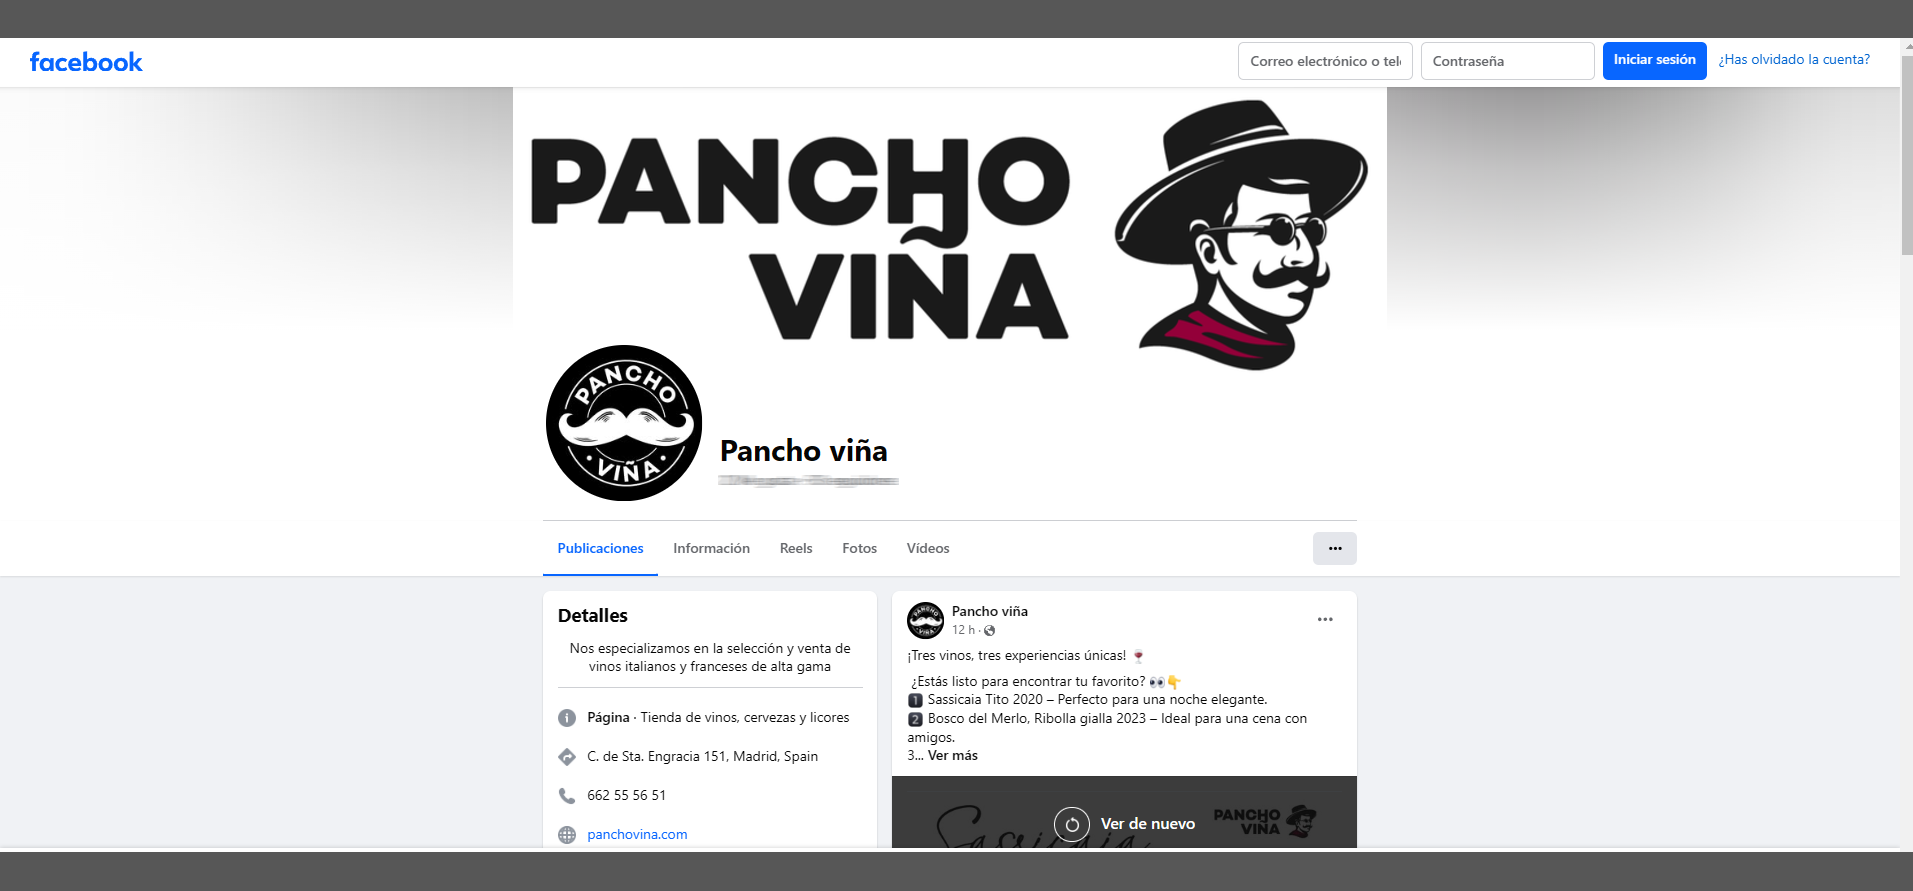 facebook
Correo electrónico o tel
Contraseña
Iniciar sesión
¿Has olvidado la cuenta?
PANCHO
VIÑA
PANCHO
VIÑA
Pancho viña
Publicaciones
Información
Reels
Fotos
Vídeos
Detalles
Nos especializamos en la selección y venta de
vinos italianos y franceses de alta gama
Página · Tienda de vinos, cervezas y licores
C. de Sta. Engracia 151, Madrid, Spain
662 55 56 51
panchovina.com
PANCHO
VIÑA
Pancho viña
12 h ·
¡Tres vinos, tres experiencias únicas! 🍷
¿Estás listo para encontrar tu favorito? 👀👇
1️⃣ Sassicaia Tito 2020 – Perfecto para una noche elegante.
2️⃣ Bosco del Merlo, Ribolla gialla 2023 – Ideal para una cena con
amigos.
3... Ver más
Sassicaia
Ver de nuevo
PANCHO
VIÑA